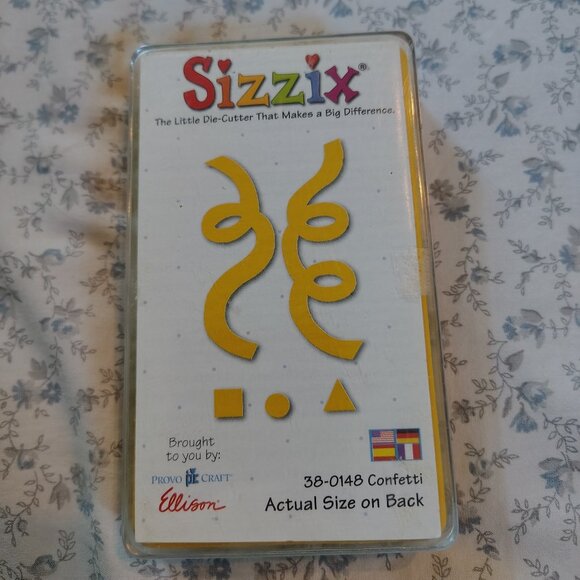 Sizzix®
The Little Die-Cutter That Makes a Big Difference.
Brought
to you by:
PROVO PC CRAFT®
Ellison
38-0148 Confetti
Actual Size on Back